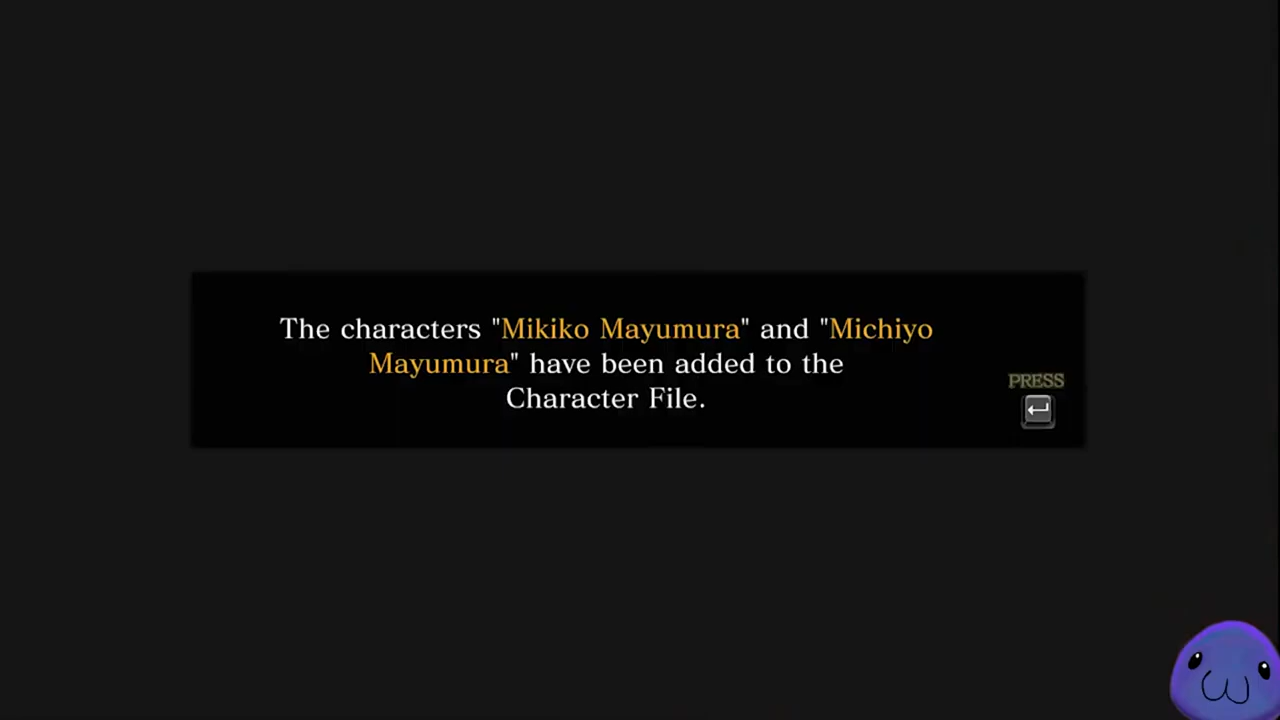 The characters "Mikiko Mayumura" and "Michiyo
Mayumura" have been added to the
Character File.
PRESS